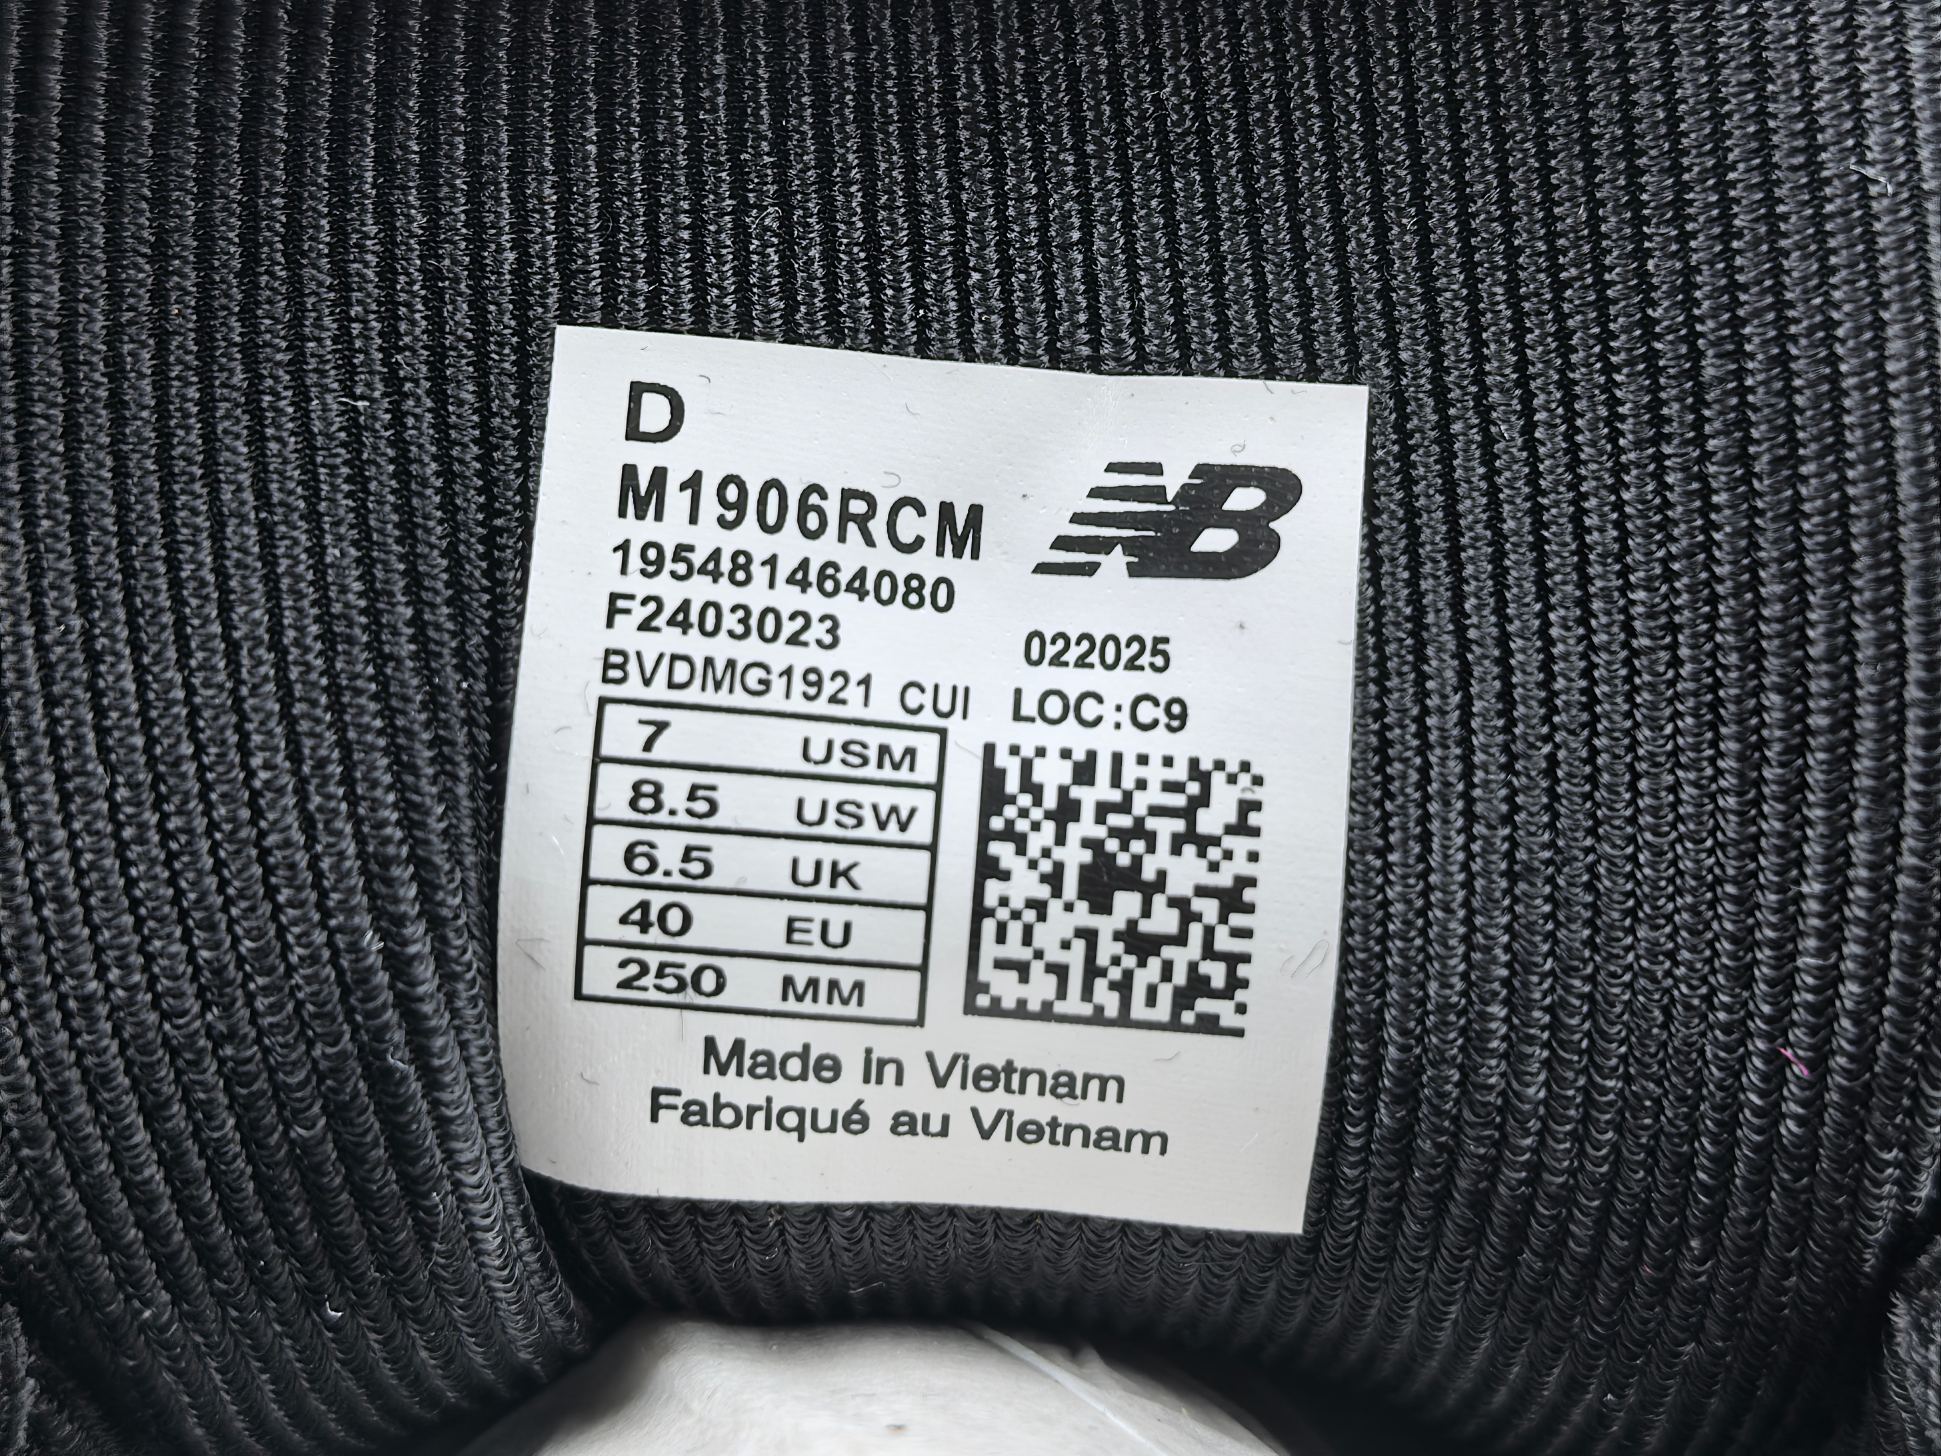 D
M1906RCM
NB
195481464080
F2403023
022025
BVDMG1921 CUI
LOC:C9
7 USM
8.5 USW
6.5 UK
40 EU
250 MM
Made in Vietnam
Fabriqué au Vietnam